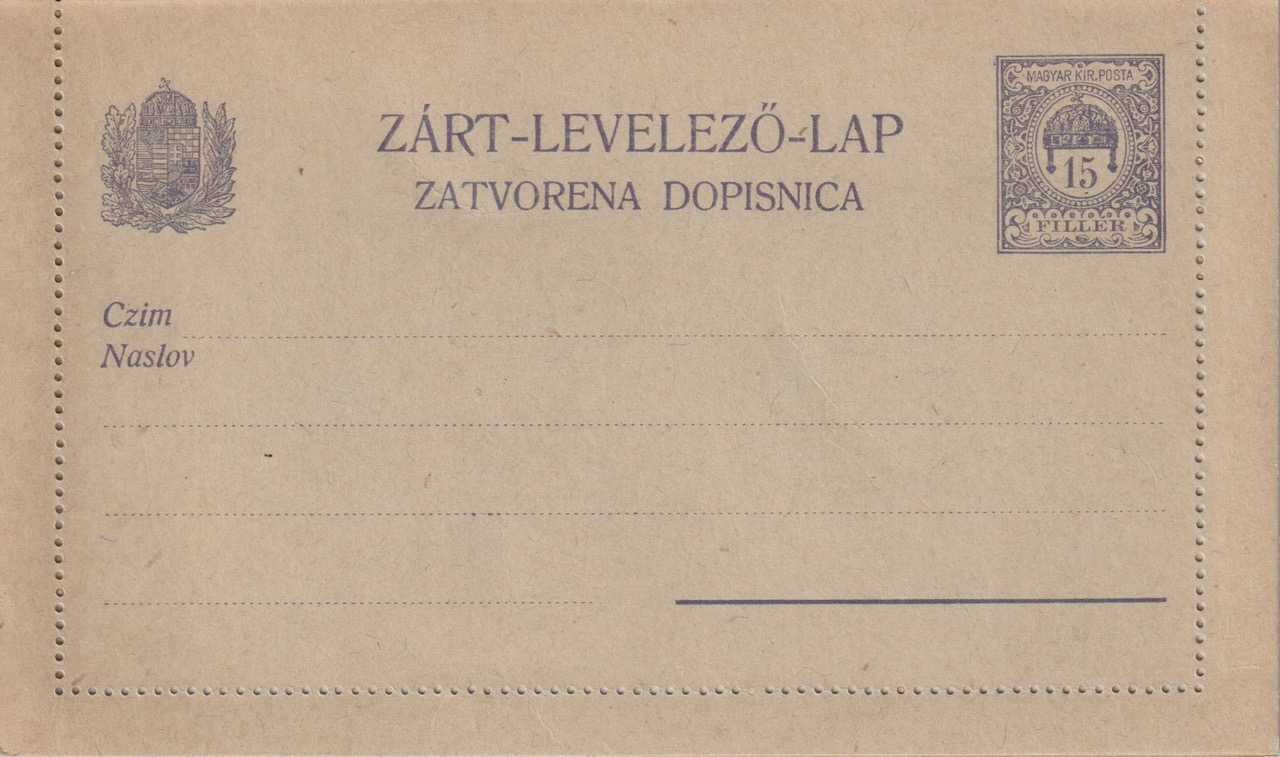 ZÁRT-LEVELEZŐ-LAP
ZATVORENA DOPISNICA
MAGYAR KIR. POSTA
15
FILLÉR
Czim
Naslov